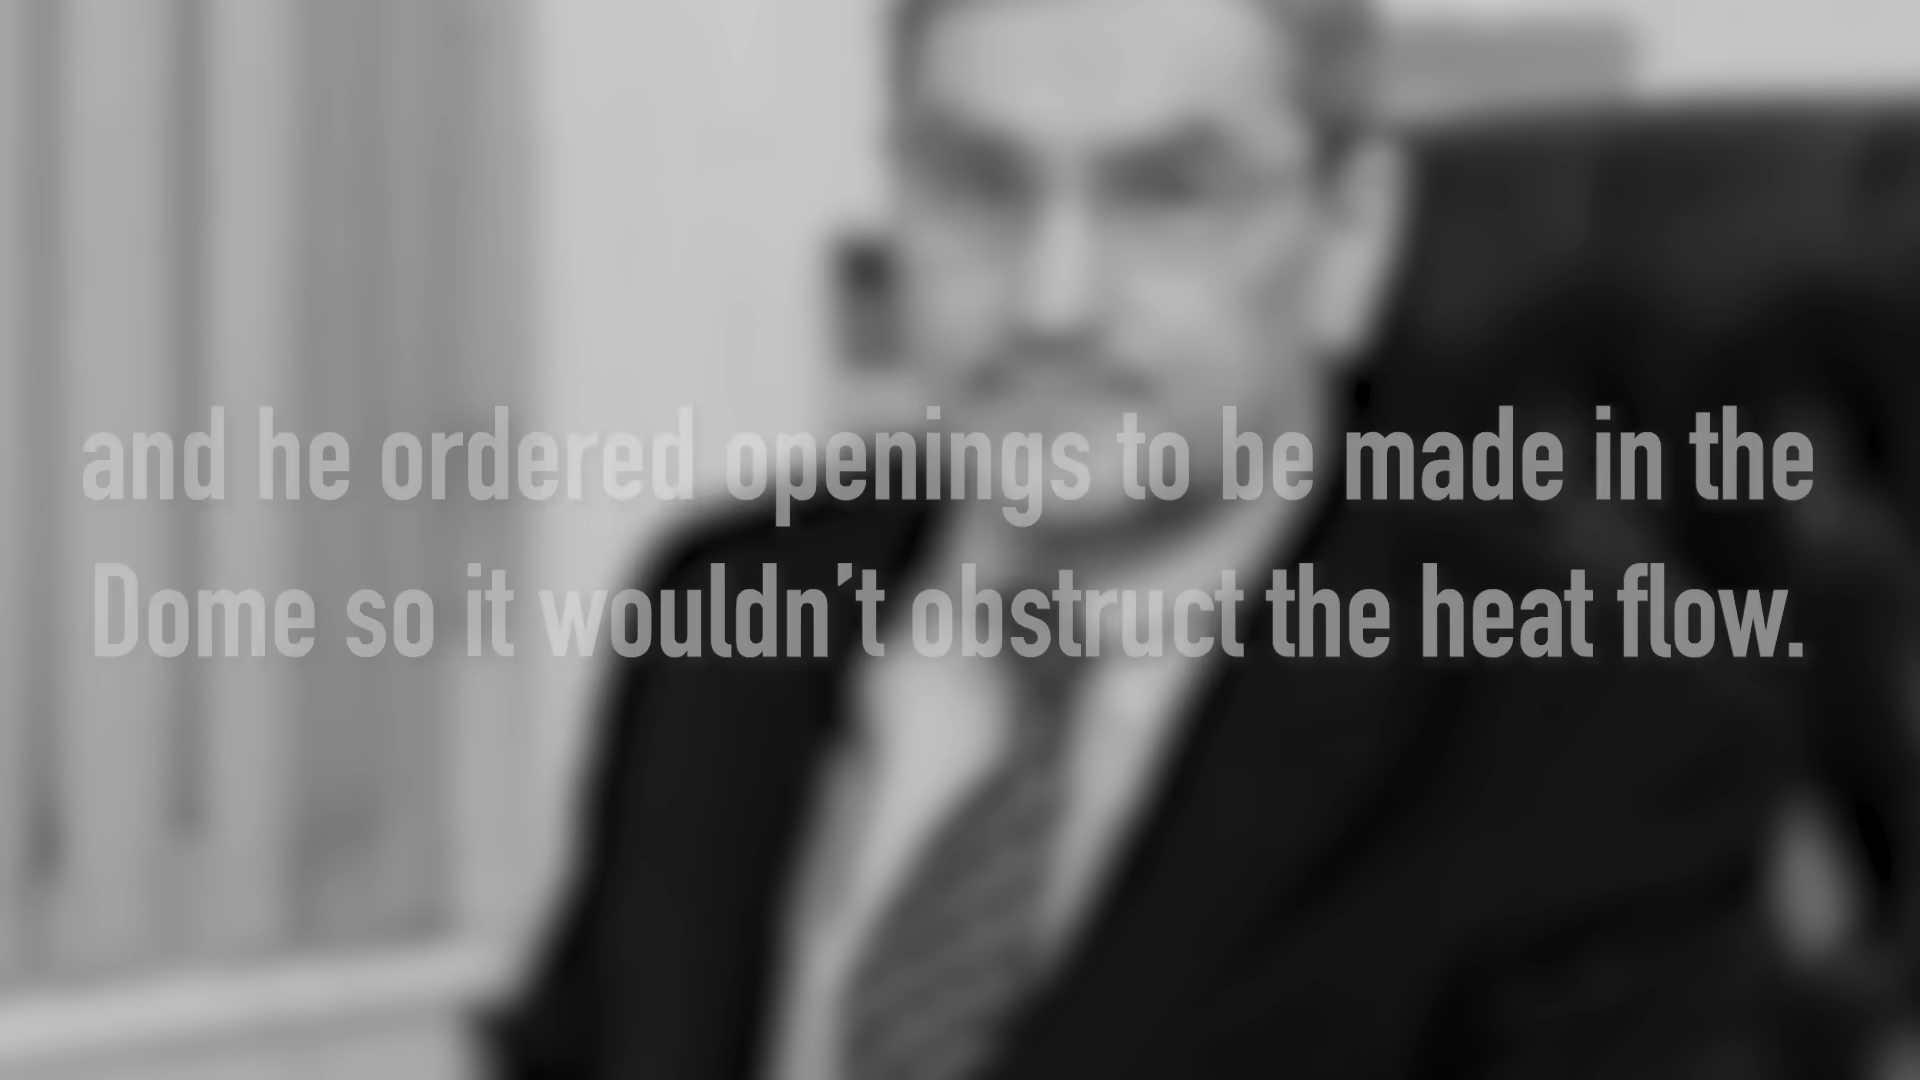 and he ordered openings to be made in the
Dome so it wouldn’t obstruct the heat flow.